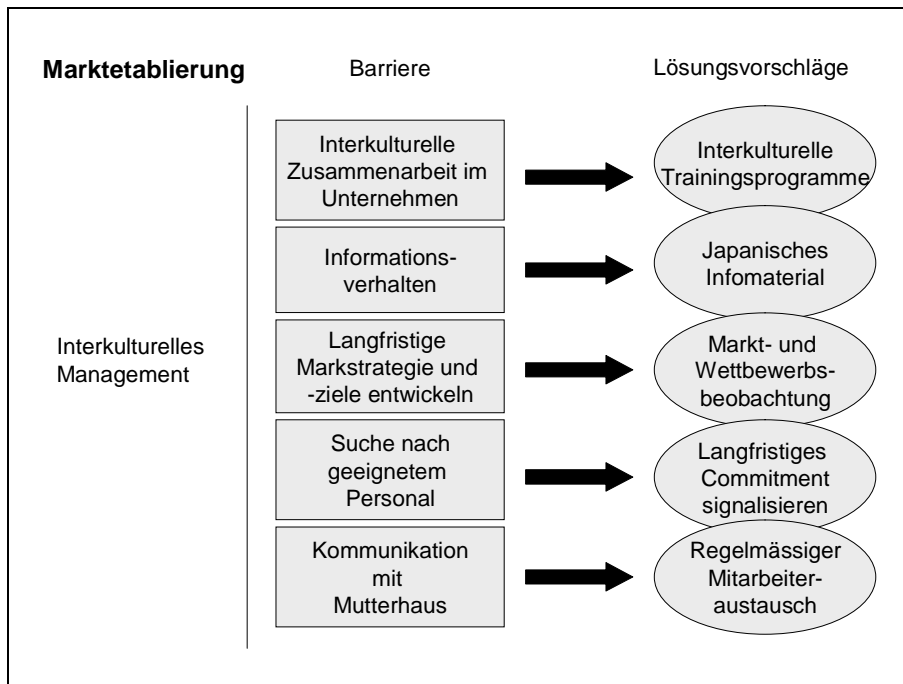 Marktetablierung
Barriere
Lösungsvorschläge
Interkulturelles
Management
Interkulturelle
Zusammenarbeit im
Unternehmen
Interkulturelle
Trainingsprogramme
Informations-
verhalten
Japanisches
Infomaterial
Langfristige
Markstrategie und
-ziele entwickeln
Markt- und
Wettbewerbs-
beobachtung
Suche nach
geeignetem
Personal
Langfristiges
Commitment
signalisieren
Kommunikation
mit
Mutterhaus
Regelmässiger
Mitarbeiter-
austausch